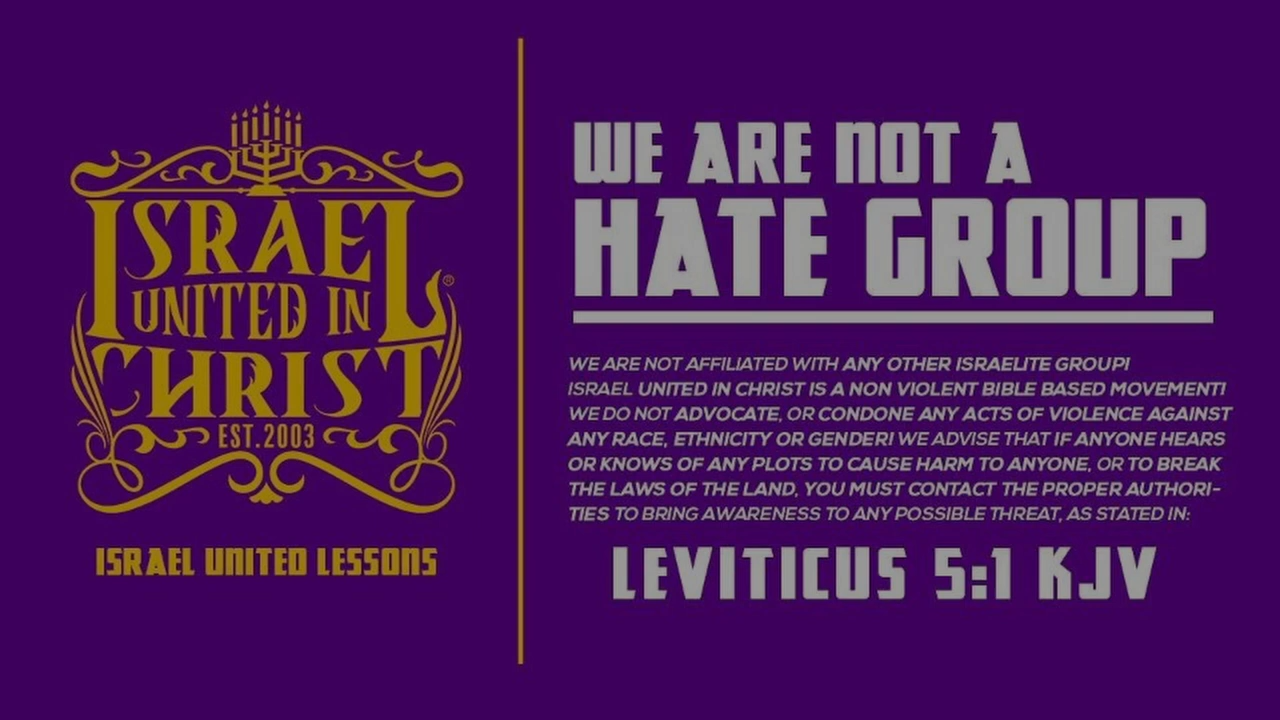 ISRAEL
UNITED IN
CHRIST
EST.2003
ISRAEL UNITED LESSONS
WE ARE NOT A
HATE GROUP
WE ARE NOT AFFILIATED WITH ANY OTHER ISRAELITE GROUP!
ISRAEL UNITED IN CHRIST IS A NON VIOLENT BIBLE BASED MOVEMENT!
WE DO NOT ADVOCATE, OR CONDONE ANY ACTS OF VIOLENCE AGAINST
ANY RACE, ETHNICITY OR GENDER! WE ADVISE THAT IF ANYONE HEARS
OR KNOWS OF ANY PLOTS TO CAUSE HARM TO ANYONE, OR TO BREAK
THE LAWS OF THE LAND, YOU MUST CONTACT THE PROPER AUTHORI-
TIES TO BRING AWARENESS TO ANY POSSIBLE THREAT, AS STATED IN:
LEVITICUS 5:1 KJV